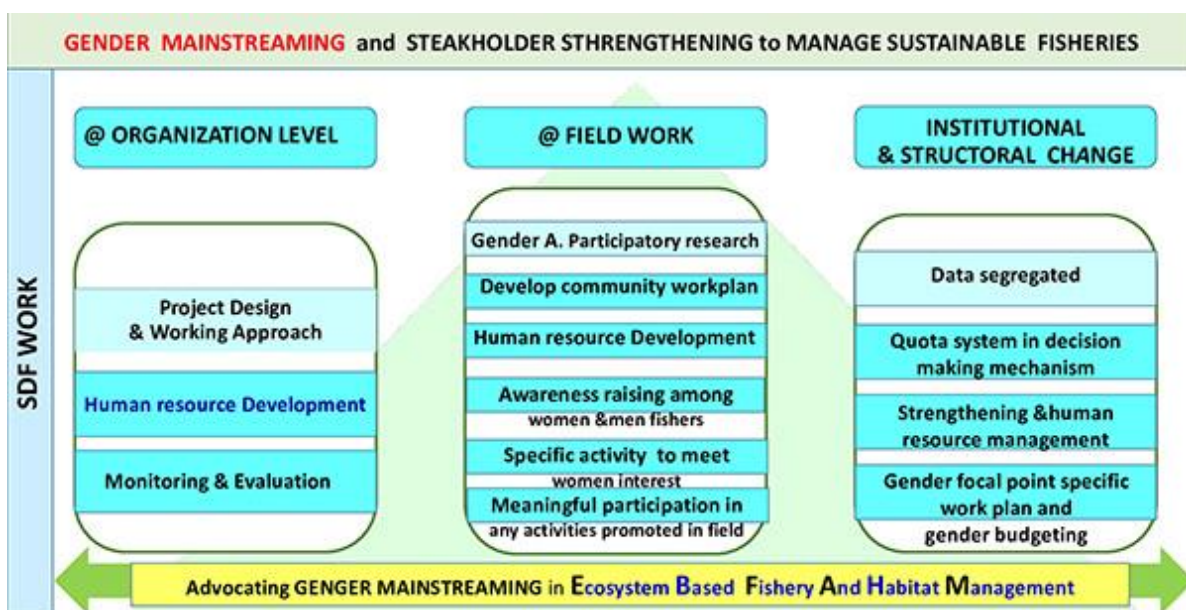 GENDER MAINSTREAMING and STEAKHOLDER STHRENGTHENING to MANAGE SUSTAINABLE FISHERIES
SDF WORK
@ ORGANIZATION LEVEL
Project Design
& Working Approach
Human resource Development
Monitoring & Evaluation
@ FIELD WORK
Gender A. Participatory research
Develop community workplan
Human resource Development
Awareness raising among
women &men fishers
Specific activity to meet
women interest
Meaningful participation in
any activities promoted in field
INSTITUTIONAL
& STRUCTORAL CHANGE
Data segregated
Quota system in decision
making mechanism
Strengthening &human
resource management
Gender focal point specific
work plan and
gender budgeting
Advocating GENGER MAINSTREAMING in Ecosystem Based Fishery And Habitat Management